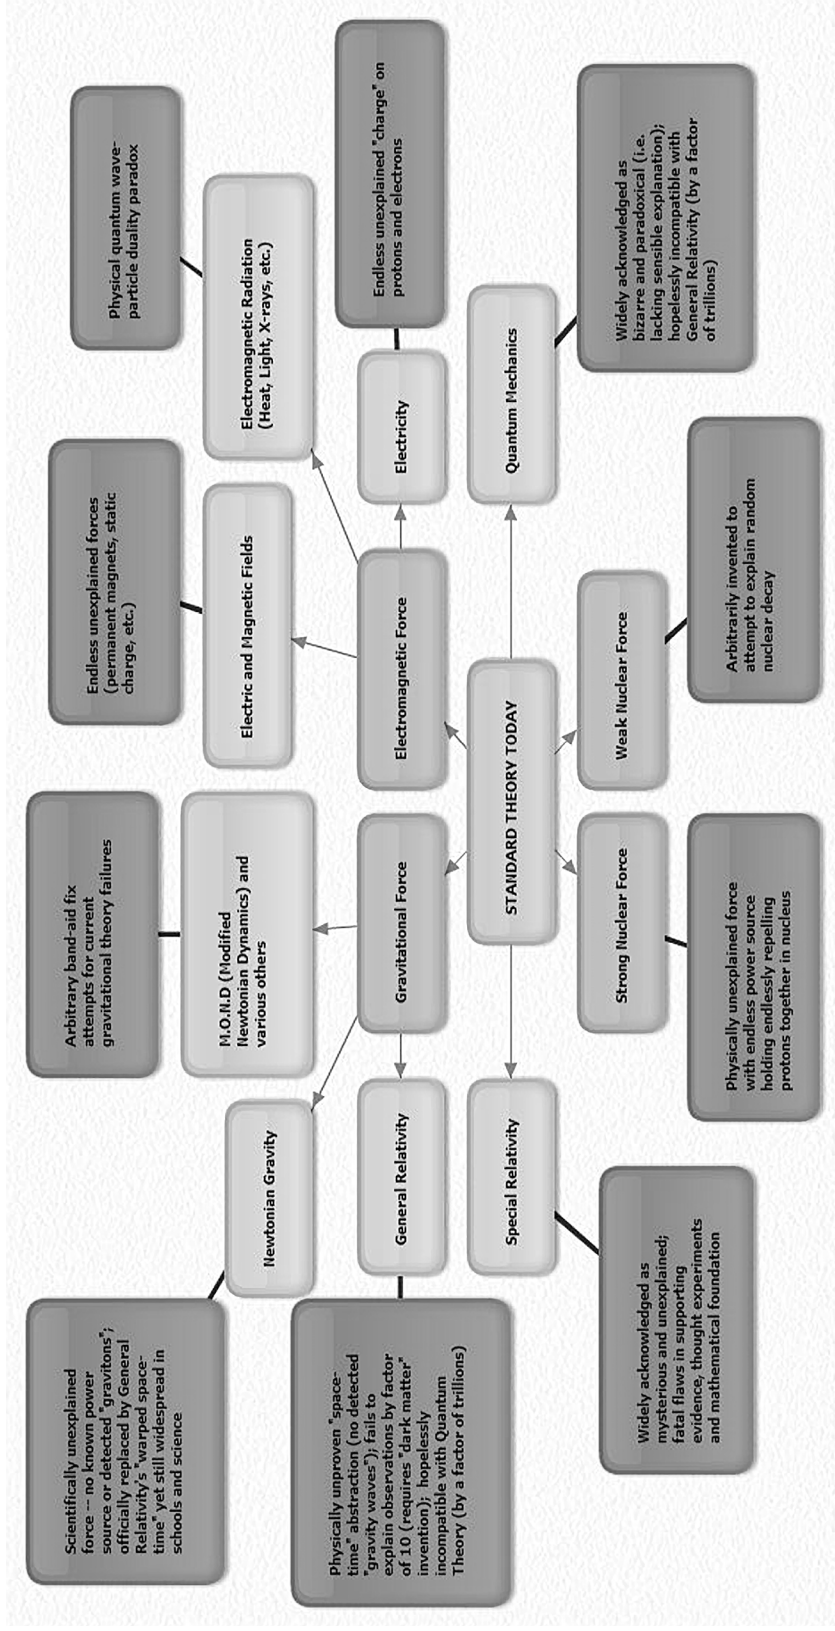 Scientifically unexplained
force -- no known power
source or detected "gravitons";
officially replaced by General
Relativity's "warped space-
time" yet still widespread in
schools and science
Arbitrary band-aid fix
attempts for current
gravitational theory failures
Endless unexplained forces
(permanent magnets, static
charge, etc.)
Physical quantum wave-
particle duality paradox
Newtonian Gravity
M.O.N.D (Modified
Newtonian Dynamics) and
various others
Electric and Magnetic Fields
Electromagnetic Radiation
(Heat, Light, X-rays, etc.)
Physically unproven "space-
time" abstraction (no detected
"gravity waves"); fails to
explain observations by factor
of 10 (requires "dark matter"
invention); hopelessly
incompatible with Quantum
Theory (by a factor of trillions)
General Relativity
Gravitational Force
Electromagnetic Force
Electricity
Endless unexplained "charge" on
protons and electrons
Special Relativity
STANDARD THEORY TODAY
Quantum Mechanics
Widely acknowledged as
mysterious and unexplained;
fatal flaws in supporting
evidence, thought experiments
and mathematical foundation
Strong Nuclear Force
Weak Nuclear Force
Widely acknowledged as
bizarre and paradoxical (i.e.
lacking sensible explanation);
hopelessly incompatible with
General Relativity (by a factor
of trillions)
Physically unexplained force
with endless power source
holding endlessly repelling
protons together in nucleus
Arbitrarily invented to
attempt to explain random
nuclear decay